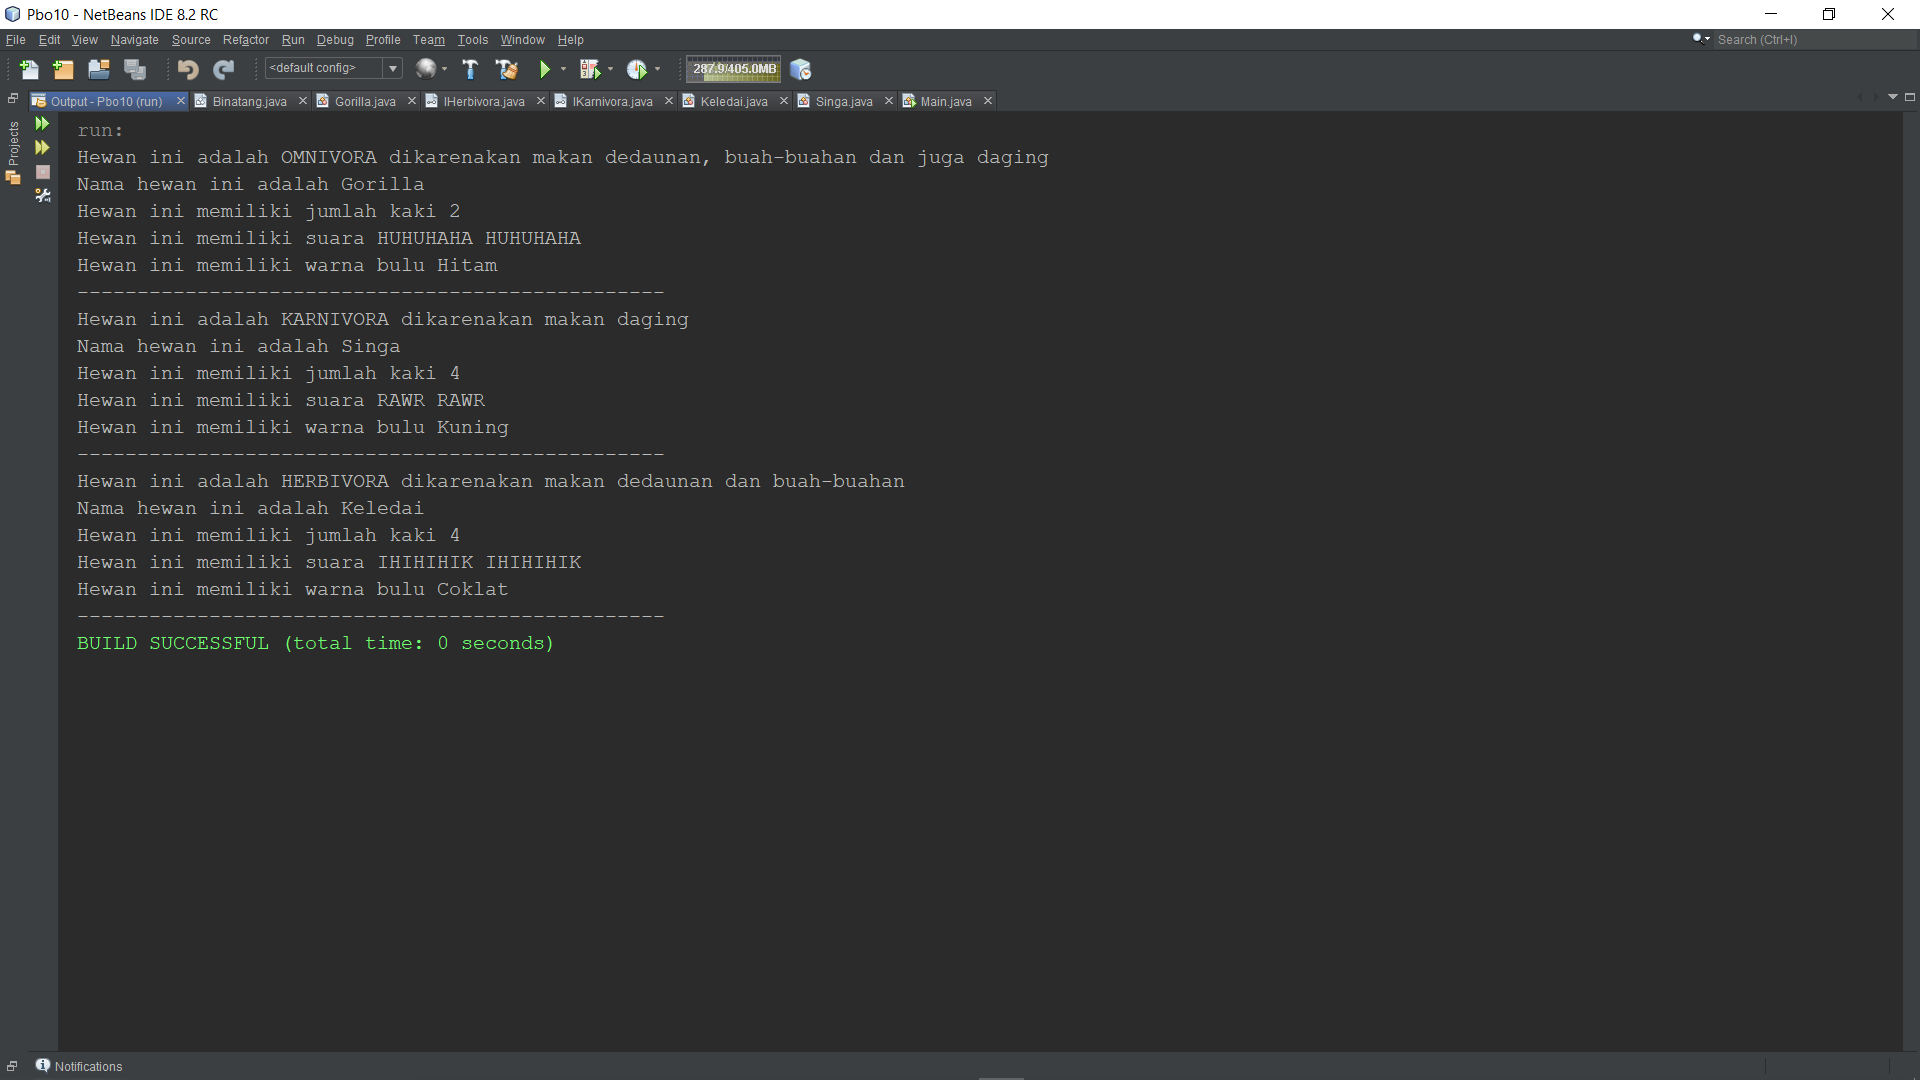 Pbo10 - NetBeans IDE 8.2 RC
File Edit View Navigate Source Refactor Run Debug Profile Team Tools Window Help
Search (Ctrl+I)
<default config>
287.9/405.0MB
Output - Pbo10 (run) Binatang.java Gorilla.java IHerbivora.java IKarnivora.java Keledai.java Singa.java Main.java
Projects
run:
Hewan ini adalah OMNIVORA dikarenakan makan dedaunan, buah-buahan dan juga daging
Nama hewan ini adalah Gorilla
Hewan ini memiliki jumlah kaki 2
Hewan ini memiliki suara HUHUHAHA HUHUHAHA
Hewan ini memiliki warna bulu Hitam
-------------------------------------------------
Hewan ini adalah KARNIVORA dikarenakan makan daging
Nama hewan ini adalah Singa
Hewan ini memiliki jumlah kaki 4
Hewan ini memiliki suara RAWR RAWR
Hewan ini memiliki warna bulu Kuning
-------------------------------------------------
Hewan ini adalah HERBIVORA dikarenakan makan dedaunan dan buah-buahan
Nama hewan ini adalah Keledai
Hewan ini memiliki jumlah kaki 4
Hewan ini memiliki suara IHIHIHIK IHIHIHIK
Hewan ini memiliki warna bulu Coklat
-------------------------------------------------
BUILD SUCCESSFUL (total time: 0 seconds)
Notifications